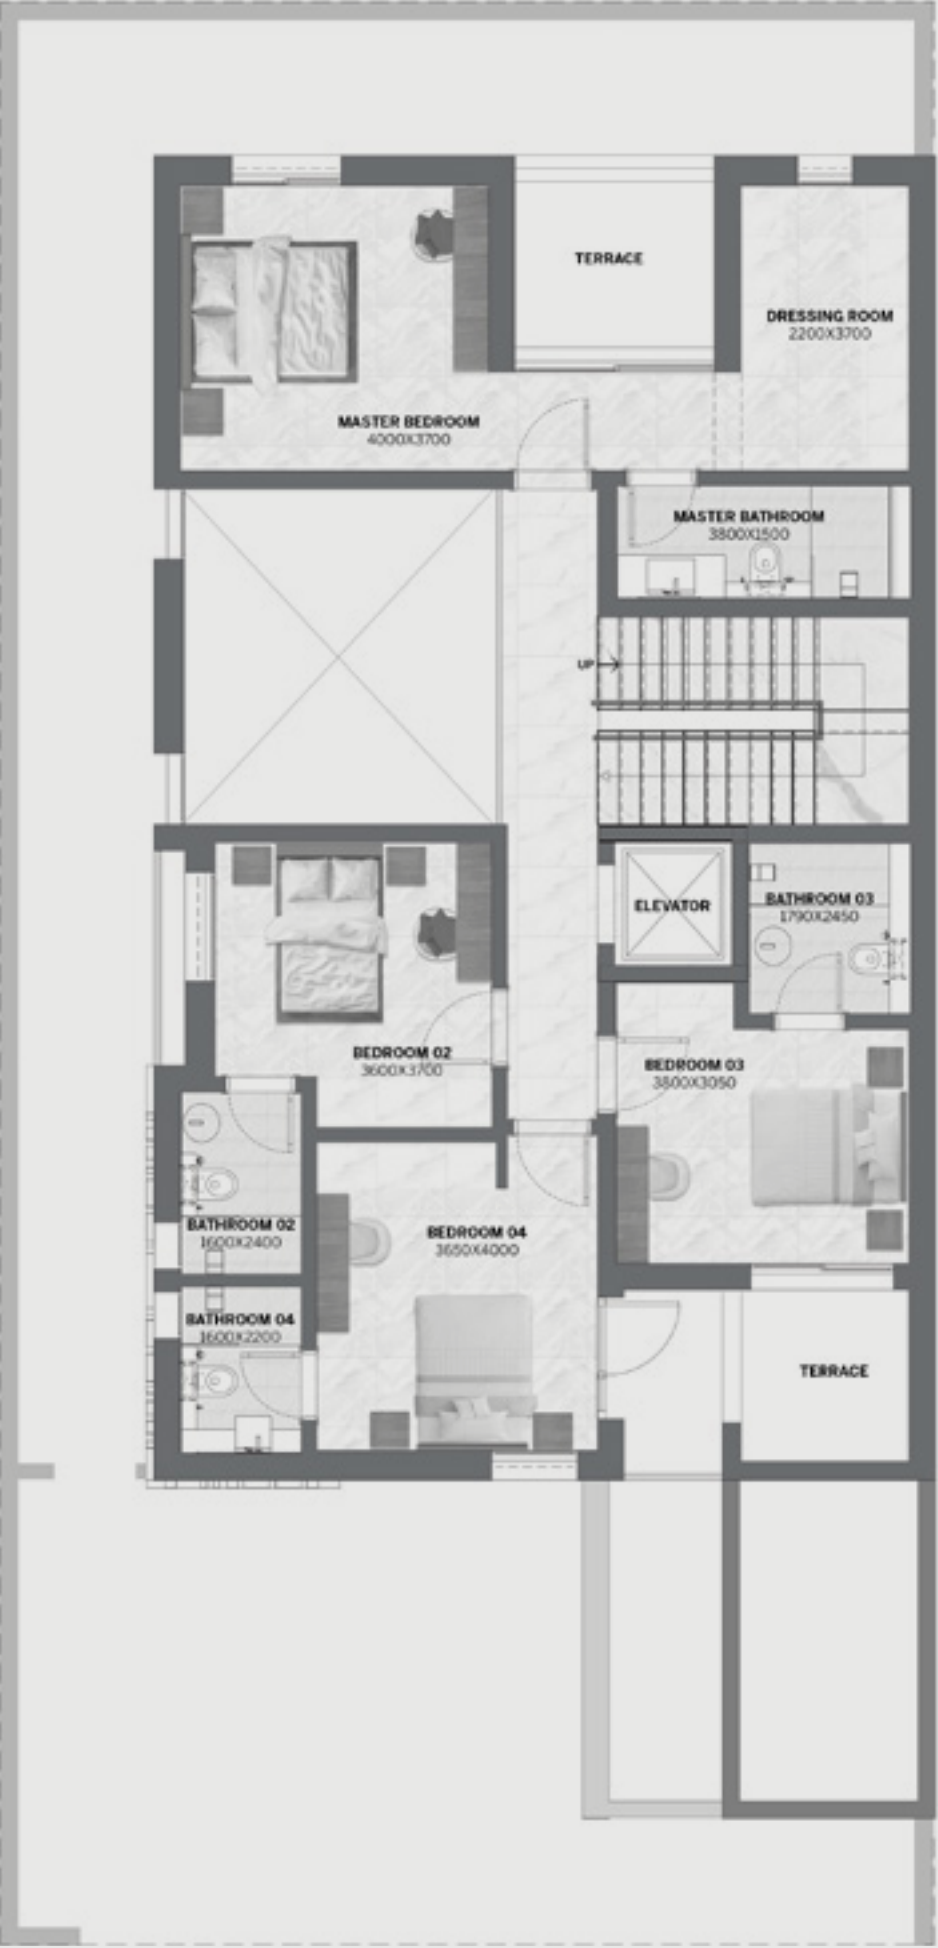 TERRACE
DRESSING ROOM
2200X3700
MASTER BEDROOM
4000X3700
MASTER BATHROOM
3800X1500
UP
ELEVATOR
BATHROOM 03
1790X2450
BEDROOM 02
3600X3700
BEDROOM 03
3800X3050
BATHROOM 02
1600X2400
BEDROOM 04
3650X4000
BATHROOM 04
1600X2200
TERRACE